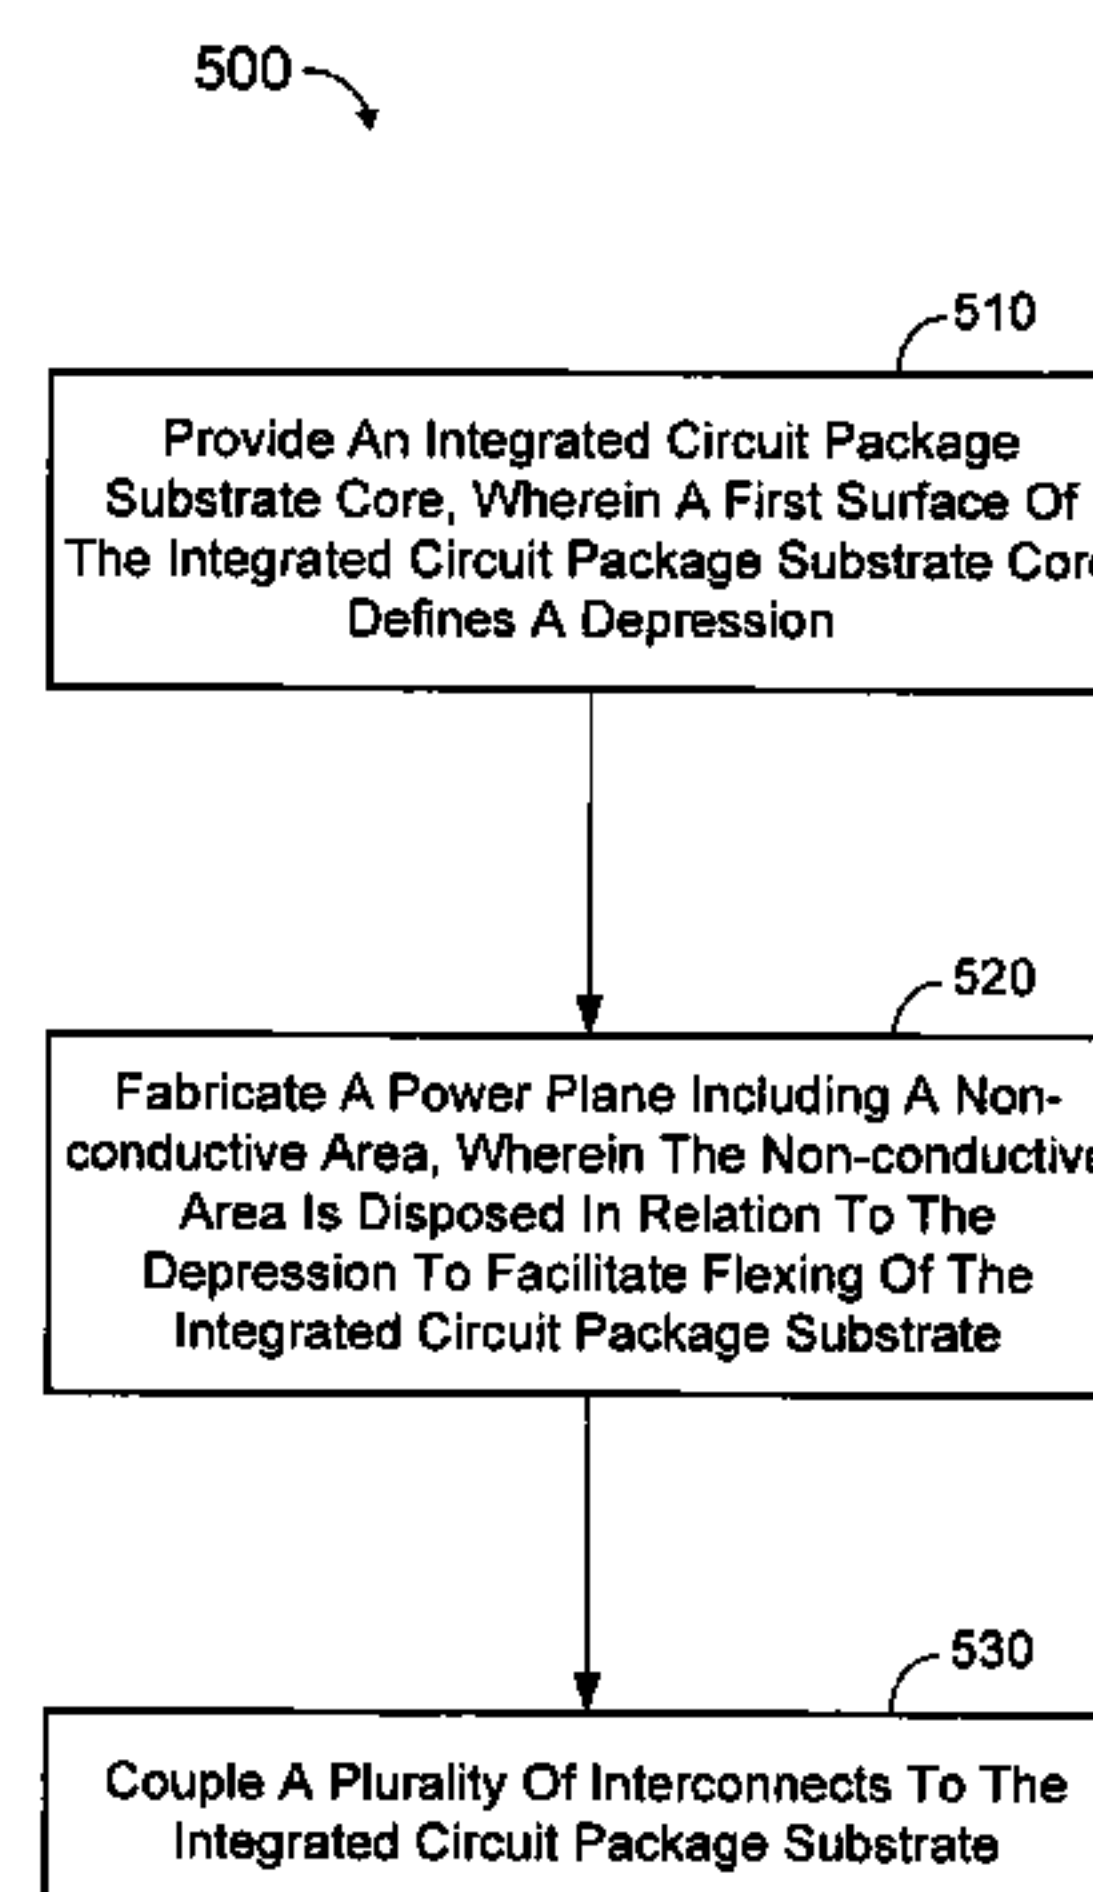 500
510
Provide An Integrated Circuit Package
Substrate Core, Wherein A First Surface Of
The Integrated Circuit Package Substrate Core
Defines A Depression
520
Fabricate A Power Plane Including A Non-
conductive Area, Wherein The Non-conductive
Area Is Disposed In Relation To The
Depression To Facilitate Flexing Of The
Integrated Circuit Package Substrate
530
Couple A Plurality Of Interconnects To The
Integrated Circuit Package Substrate